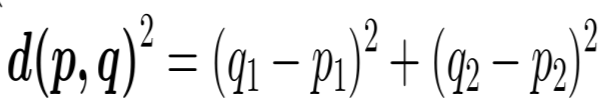 d(p, q)² = (q₁ − p₁)² + (q₂ − p₂)²